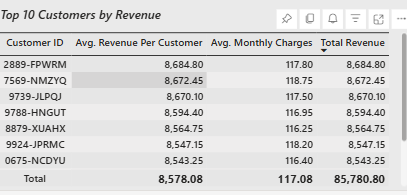 Top 10 Customers by Revenue
Customer ID Avg. Revenue Per Customer Avg. Monthly Charges Total Revenue
2889-FPWRM 8,684.80 117.80 8,684.80
7569-NMZYQ 8,672.45 118.75 8,672.45
9739-JLPQJ 8,670.10 117.50 8,670.10
9788-HNGUT 8,594.40 116.95 8,594.40
8879-XUAHX 8,564.75 116.25 8,564.75
9924-JPRMC 8,547.15 118.20 8,547.15
0675-NCDYU 8,543.25 116.40 8,543.25
Total 8,578.08 117.08 85,780.80